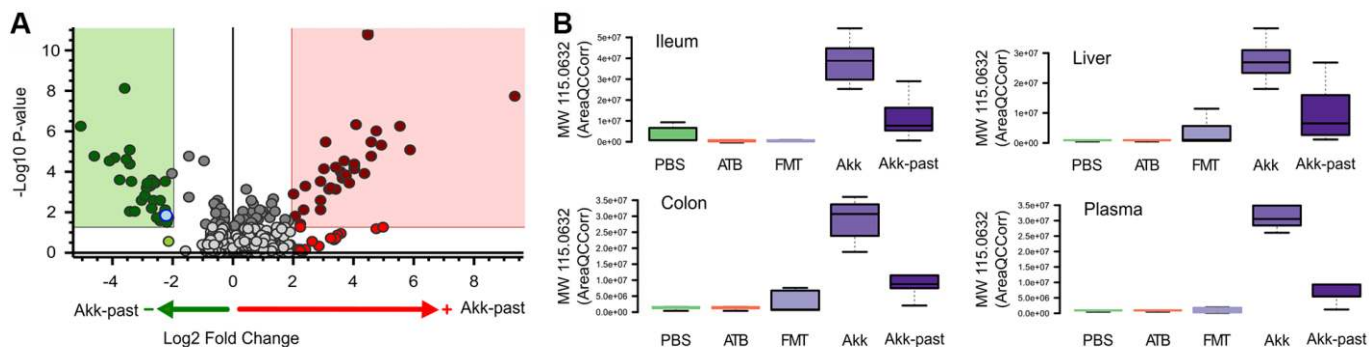 A
-Log10 P-value
10
8
6
4
2
0
-4 -2 0 2 4 6 8
Akk-past - + Akk-past
Log2 Fold Change
B
Ileum
MW 115.0632
(AreaQCCorr)
5e+07
4e+07
3e+07
2e+07
1e+07
0e+00
PBS ATB FMT Akk Akk-past
Liver
MW 115.0632
(AreaQCCorr)
3e+07
2e+07
1e+07
0e+00
PBS ATB FMT Akk Akk-past
Colon
MW 115.0632
(AreaQCCorr)
3.5e+07
3.0e+07
2.5e+07
2.0e+07
1.5e+07
1.0e+07
5.0e+06
0.0e+00
PBS ATB FMT Akk Akk-past
Plasma
MW 115.0632
(AreaQCCorr)
3.5e+07
3.0e+07
2.5e+07
2.0e+07
1.5e+07
1.0e+07
5.0e+06
0.0e+00
PBS ATB FMT Akk Akk-past